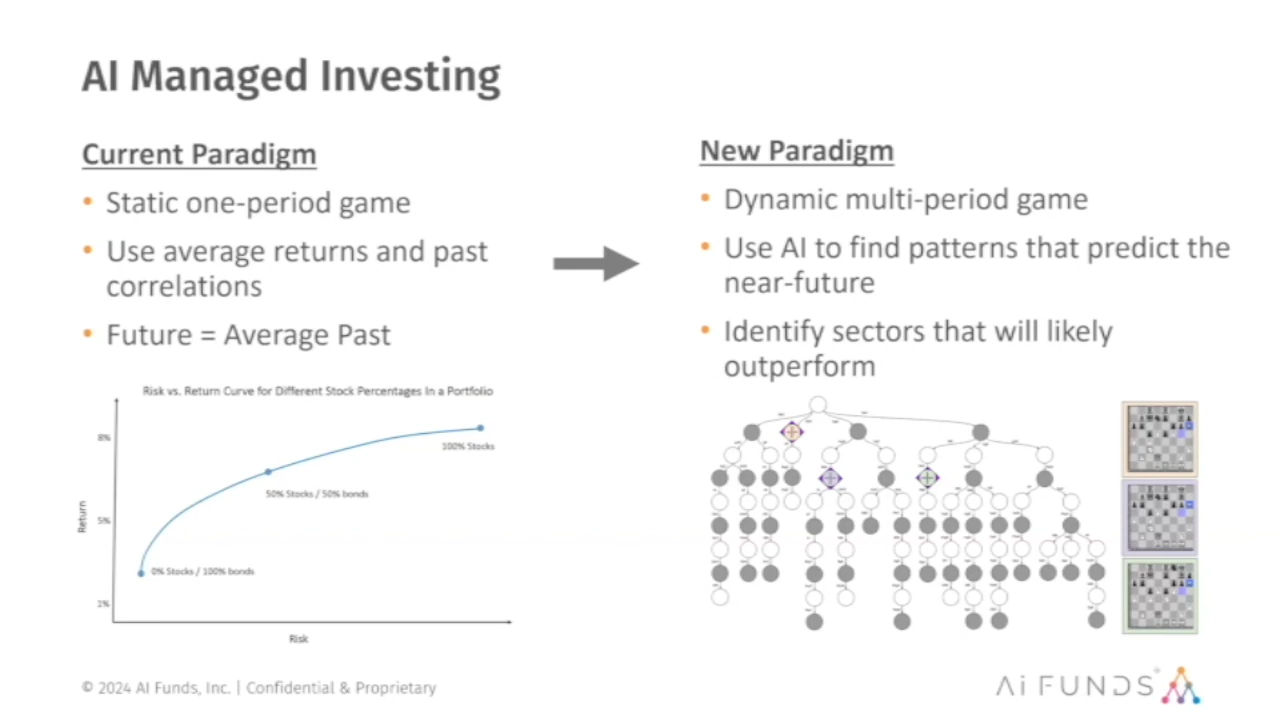 AI Managed Investing
Current Paradigm
• Static one-period game
• Use average returns and past
correlations
• Future = Average Past
New Paradigm
• Dynamic multi-period game
• Use AI to find patterns that predict the
near-future
• Identify sectors that will likely
outperform
Risk vs. Return Curve for Different Stock Percentages In a Portfolio
8%
100% Stocks
50% Stocks / 50% bonds
Return
5%
0% Stocks / 100% bonds
Risk
© 2024 AI Funds, Inc. | Confidential & Proprietary
Ai FUNDS